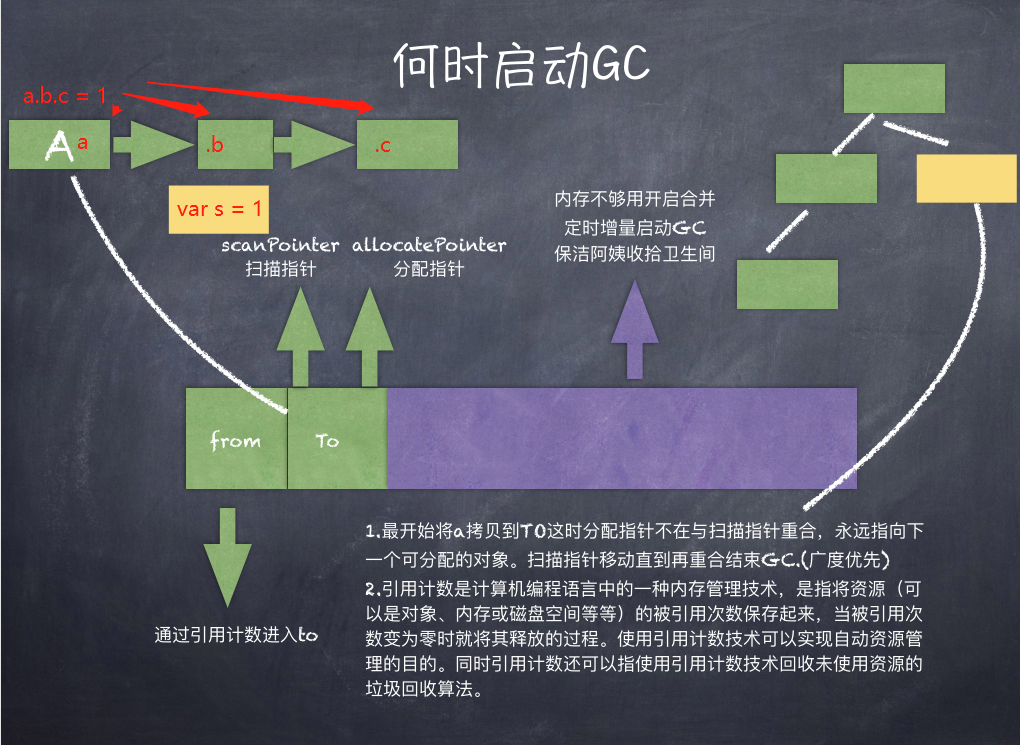 何时启动GC
a.b.c = 1
A a
.b
.c
var s = 1
scanPointer
扫描指针
allocatePointer
分配指针
内存不够用开启合并
定时增量启动GC
保洁阿姨收拾卫生间
from
To
通过引用计数进入to
1.最开始将a拷贝到TO这时分配指针不在与扫描指针重合，永远指向下
一个可分配的对象。扫描指针移动直到再重合结束GC.(广度优先)
2.引用计数是计算机编程语言中的一种内存管理技术，是指将资源（可
以是对象、内存或磁盘空间等等）的被引用次数保存起来，当被引用次
数变为零时就将其释放的过程。使用引用计数技术可以实现自动资源管
理的目的。同时引用计数还可以指使用引用计数技术回收未使用资源的
垃圾回收算法。